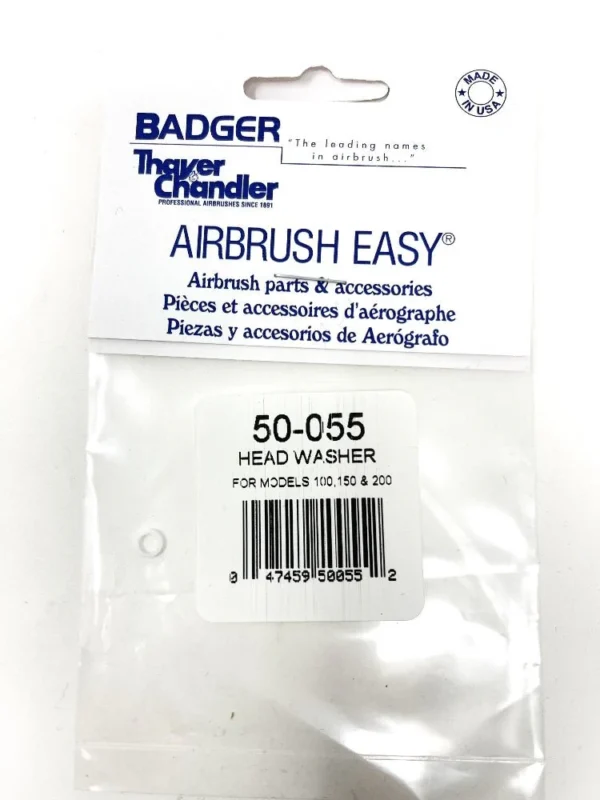 MADE
IN USA
BADGER
"The leading names
in airbrush..."
Thayer
Chandler
PROFESSIONAL AIRBRUSHES SINCE 1891
AIRBRUSH EASY®
Airbrush parts & accessories
Pièces et accessoires d'aérographe
Piezas y accesorios de Aerógrafo
50-055
HEAD WASHER
FOR MODELS 100,150 & 200
0 47459 50055 2